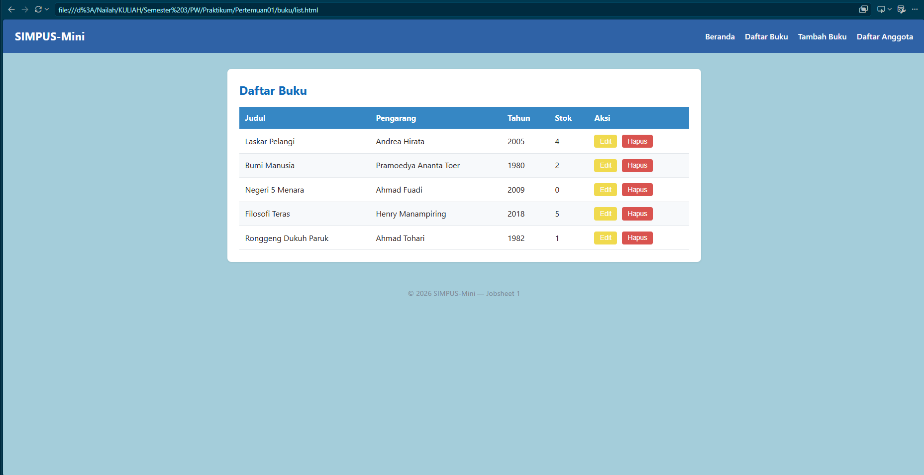 file:///d%3A/Nailah/KULIAH/Semester%203/PW/Praktikum/Pertemuan01/buku/list.html
SIMPUS-Mini Beranda Daftar Buku Tambah Buku Daftar Anggota
Daftar Buku
Judul Pengarang Tahun Stok Aksi
Laskar Pelangi Andrea Hirata 2005 4 Edit Hapus
Bumi Manusia Pramoedya Ananta Toer 1980 2 Edit Hapus
Negeri 5 Menara Ahmad Fuadi 2009 0 Edit Hapus
Filosofi Teras Henry Manampiring 2018 5 Edit Hapus
Ronggeng Dukuh Paruk Ahmad Tohari 1982 1 Edit Hapus
© 2026 SIMPUS-Mini — Jobsheet 1